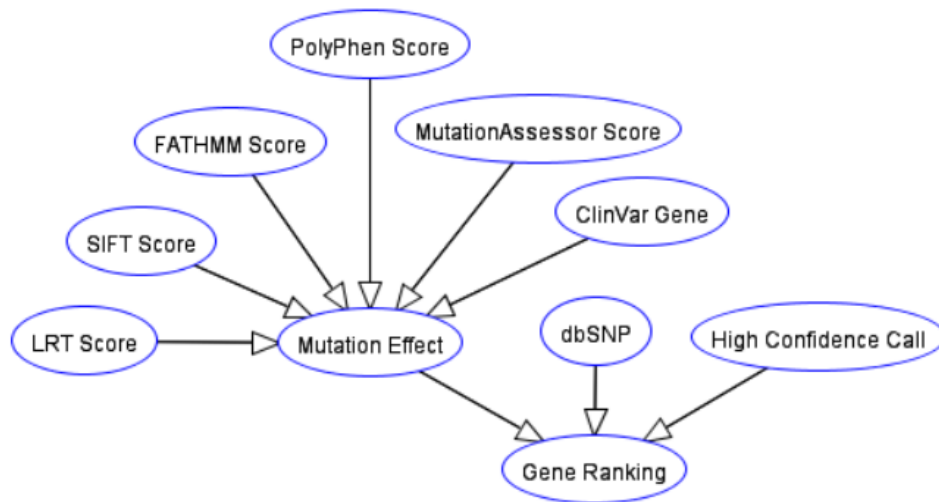 PolyPhen Score
MutationAssessor Score
FATHMM Score
ClinVar Gene
SIFT Score
LRT Score
Mutation Effect
dbSNP
High Confidence Call
Gene Ranking